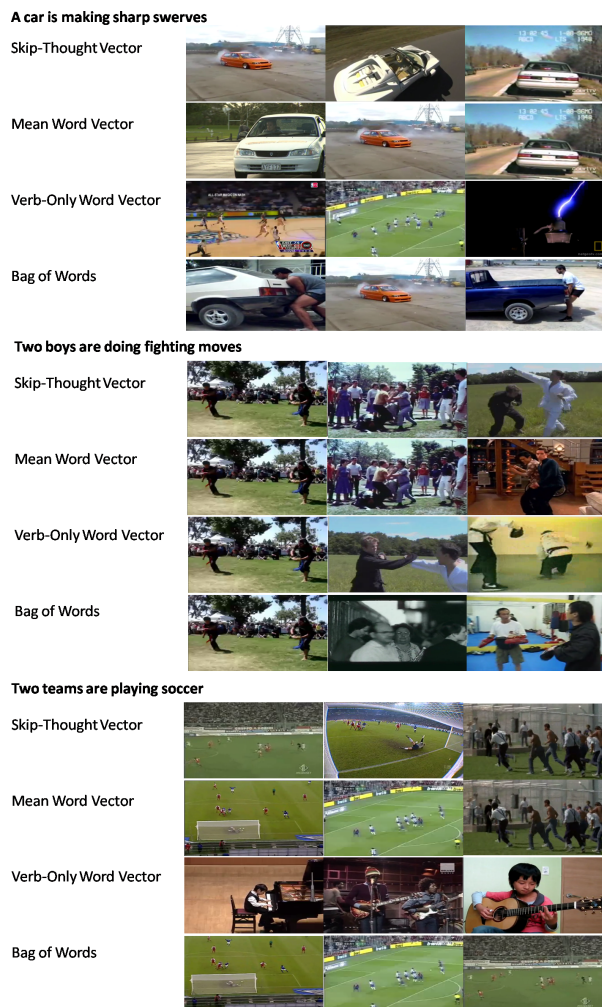 A car is making sharp swerves
Skip-Thought Vector
Mean Word Vector
Verb-Only Word Vector
Bag of Words
Two boys are doing fighting moves
Skip-Thought Vector
Mean Word Vector
Verb-Only Word Vector
Bag of Words
Two teams are playing soccer
Skip-Thought Vector
Mean Word Vector
Verb-Only Word Vector
Bag of Words